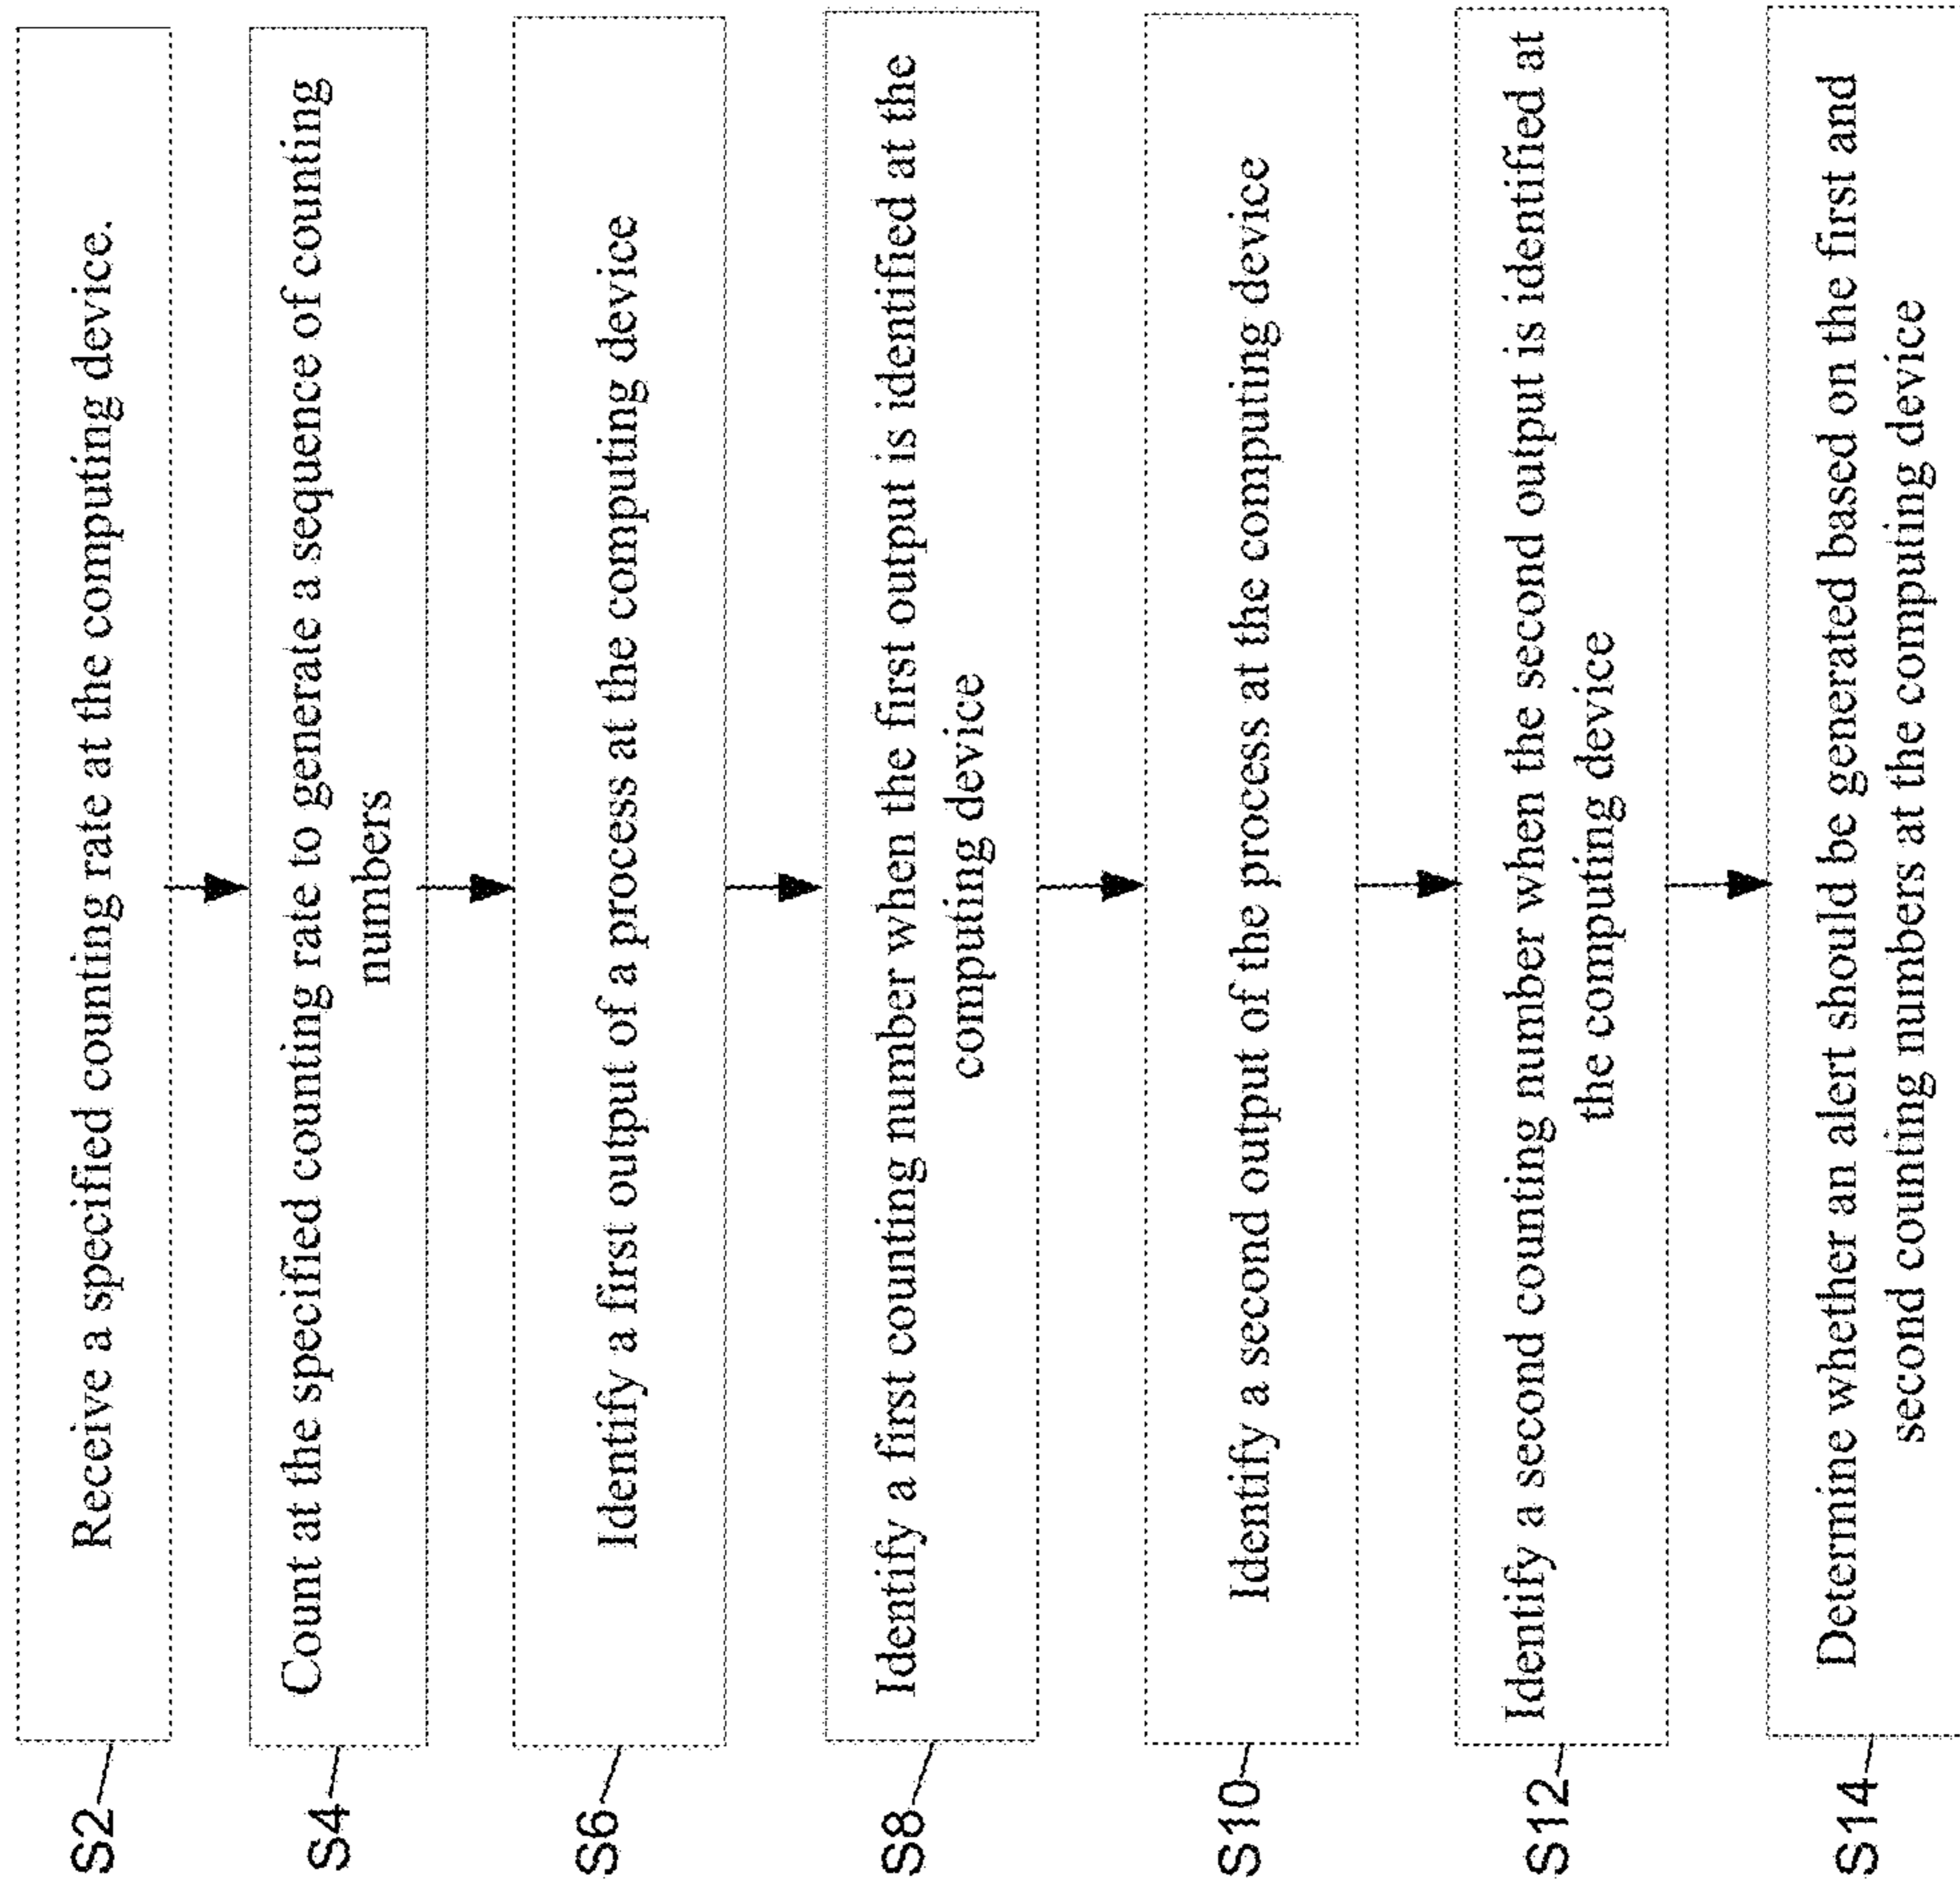 S2
Receive a specified counting rate at the computing device.
S4
Count at the specified counting rate to generate a sequence of counting
numbers
S6
Identify a first output of a process at the computing device
S8
Identify a first counting number when the first output is identified at the
computing device
S10
Identify a second output of the process at the computing device
S12
Identify a second counting number when the second output is identified at
the computing device
S14
Determine whether an alert should be generated based on the first and
second counting numbers at the computing device